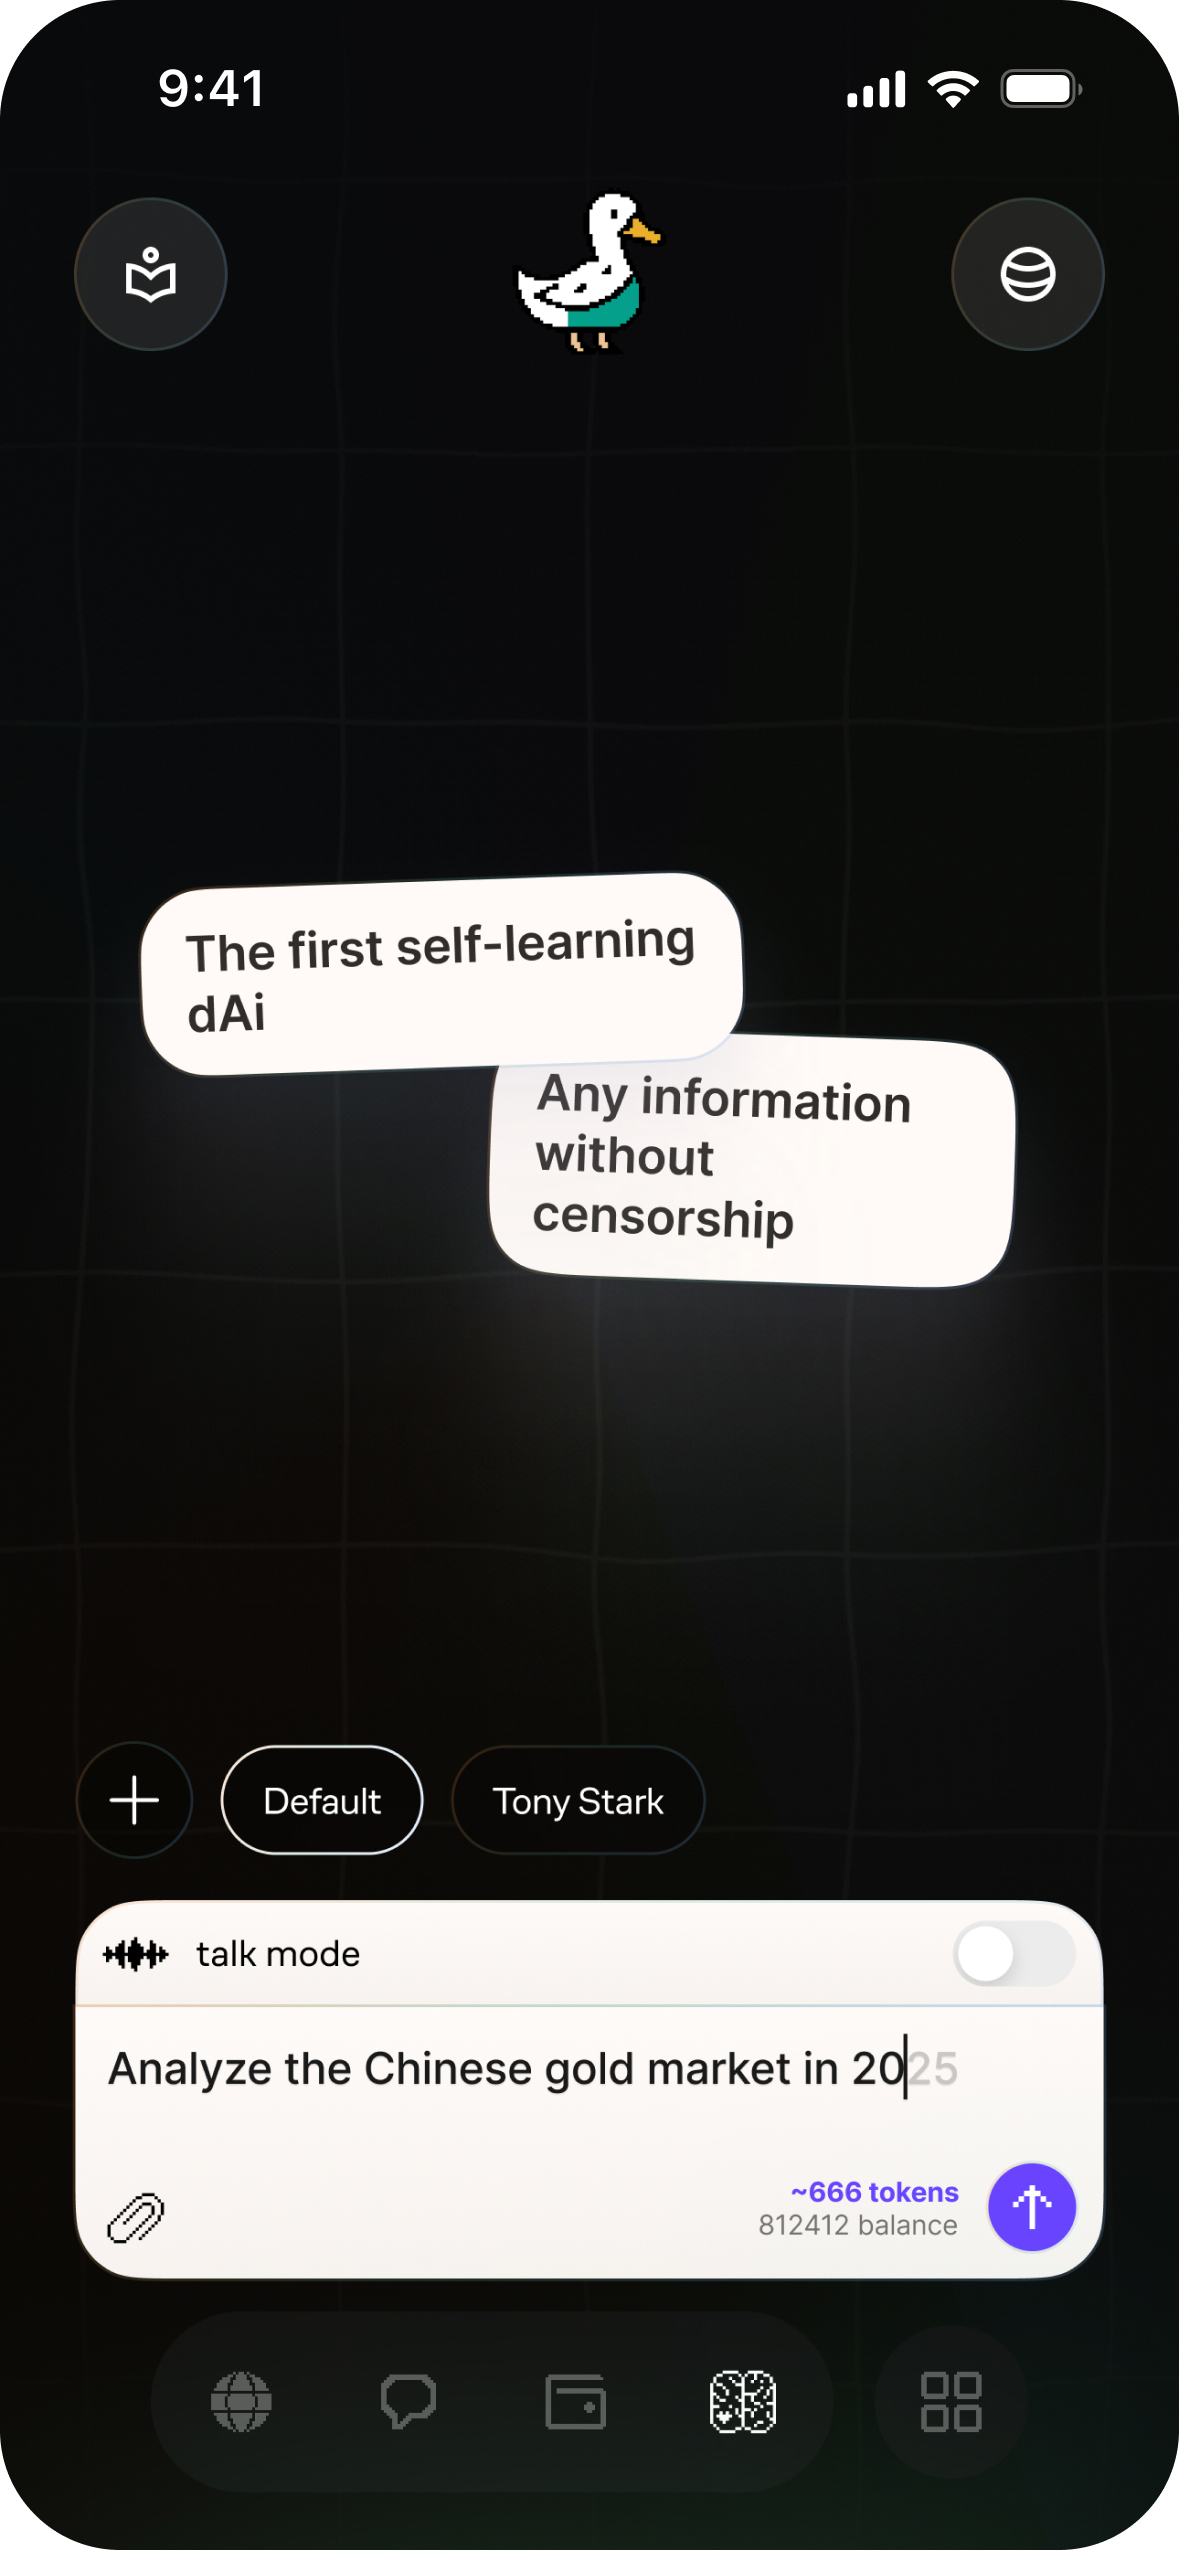 9:41
The first self-learning
dAi
Any information
without
censorship
Default
Tony Stark
talk mode
Analyze the Chinese gold market in 2025
~666 tokens
812412 balance